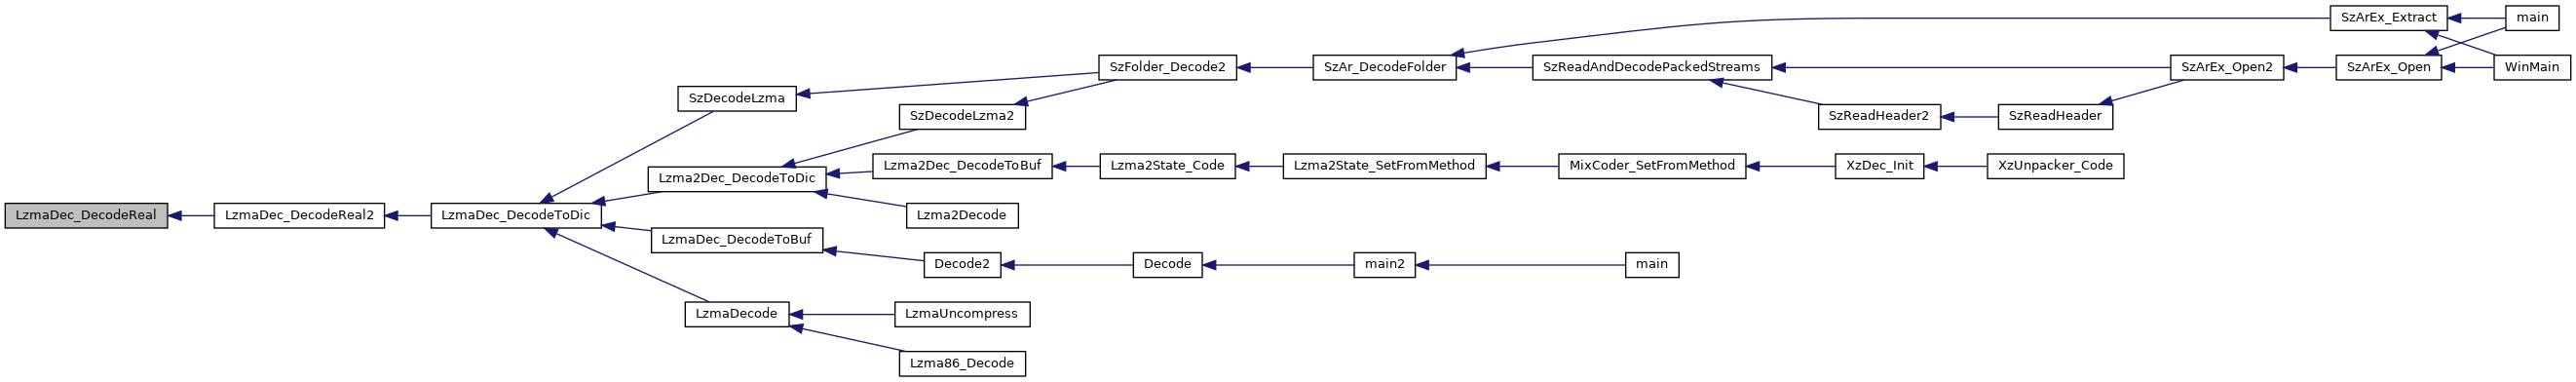 SzArEx_Extract
main
SzFolder_Decode2
SzAr_DecodeFolder
SzReadAndDecodePackedStreams
SzArEx_Open2
SzArEx_Open
WinMain
SzDecodeLzma
SzDecodeLzma2
SzReadHeader2
SzReadHeader
Lzma2Dec_DecodeToDic
Lzma2Dec_DecodeToBuf
Lzma2State_Code
Lzma2State_SetFromMethod
MixCoder_SetFromMethod
XzDec_Init
XzUnpacker_Code
LzmaDec_DecodeReal
LzmaDec_DecodeReal2
LzmaDec_DecodeToDic
Lzma2Decode
LzmaDec_DecodeToBuf
Decode2
Decode
main2
main
LzmaDecode
LzmaUncompress
Lzma86_Decode